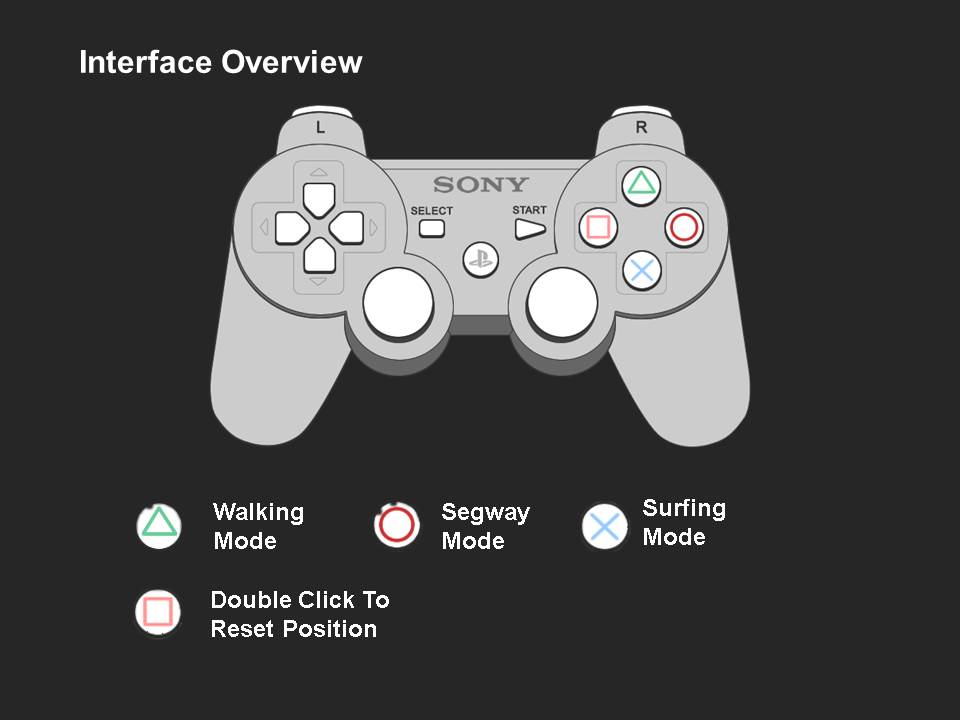 Interface Overview
L
R
SONY
SELECT
START
Walking
Mode
Segway
Mode
Surfing
Mode
Double Click To
Reset Position